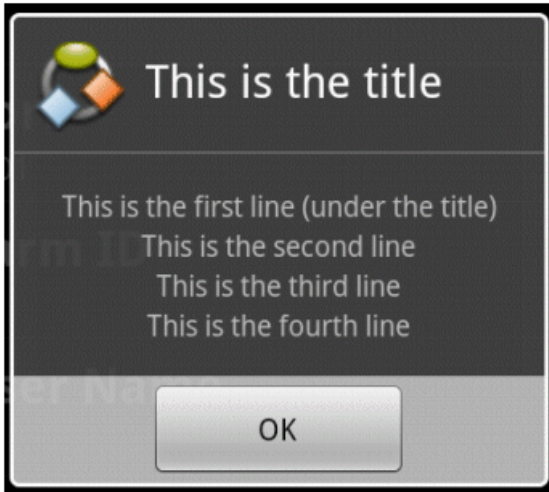 This is the title
This is the first line (under the title)
This is the second line
This is the third line
This is the fourth line
OK